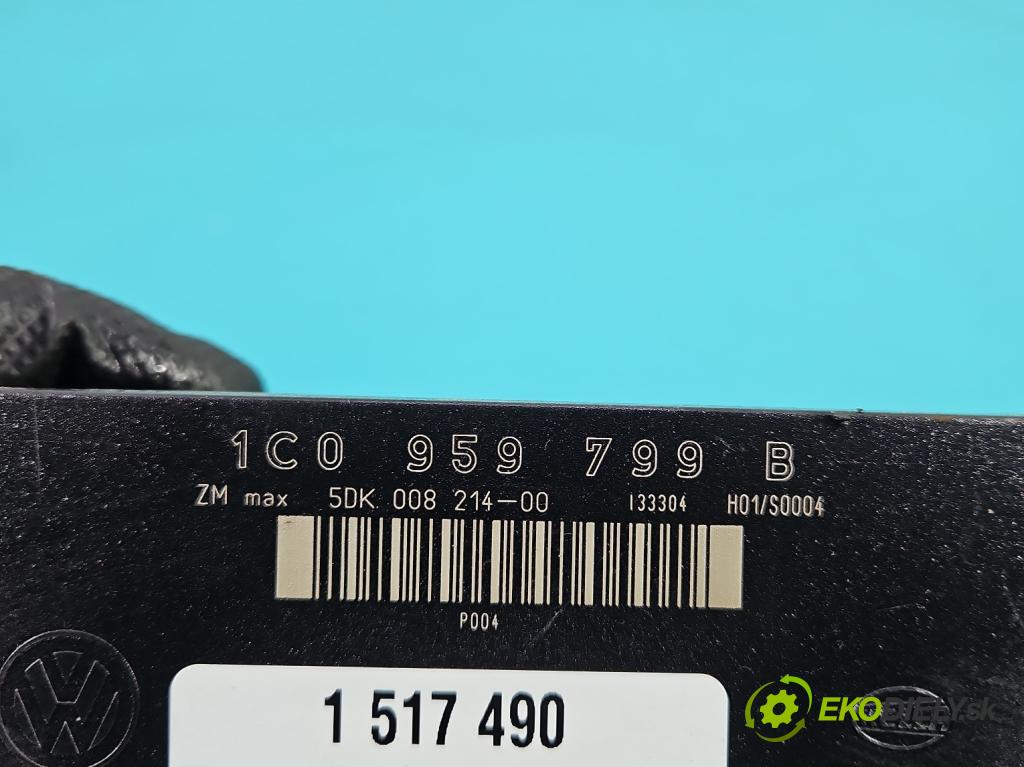 1C0 959 799 B
ZM max 5DK 008 214-00 133304 H01/S0004
P004
1 517 490
EKODIELY.sk